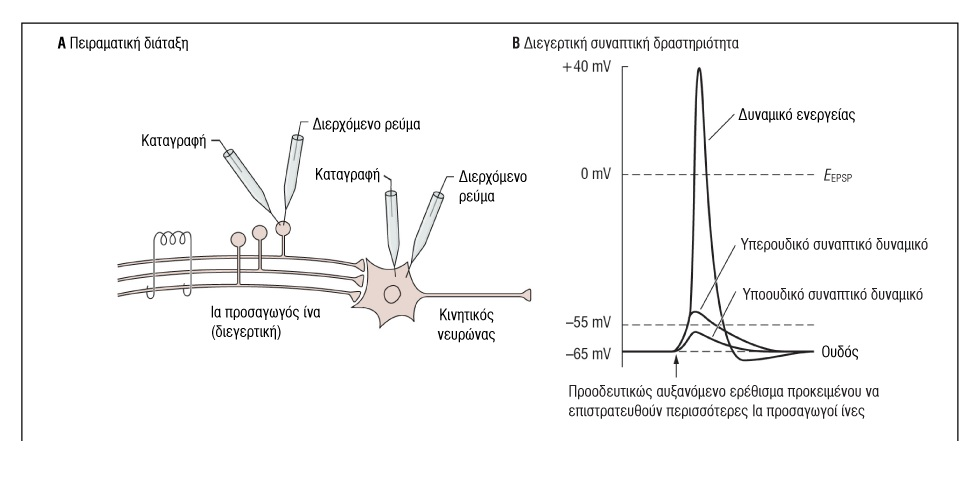 A Πειραματική διάταξη
Καταγραφή
Διερχόμενο ρεύμα
Καταγραφή
Διερχόμενο
ρεύμα
Ια προσαγωγός ίνα
(διεγερτική)
Κινητικός
νευρώνας
B Διεγερτική συναπτική δραστηριότητα
+40 mV
Δυναμικό ενεργείας
0 mV
EEPSP
Υπερουδικό συναπτικό δυναμικό
Υποουδικό συναπτικό δυναμικό
–55 mV
–65 mV
Ουδός
Προοδευτικώς αυξανόμενο ερέθισμα προκειμένου να
επιστρατευθούν περισσότερες Ια προσαγωγοί ίνες